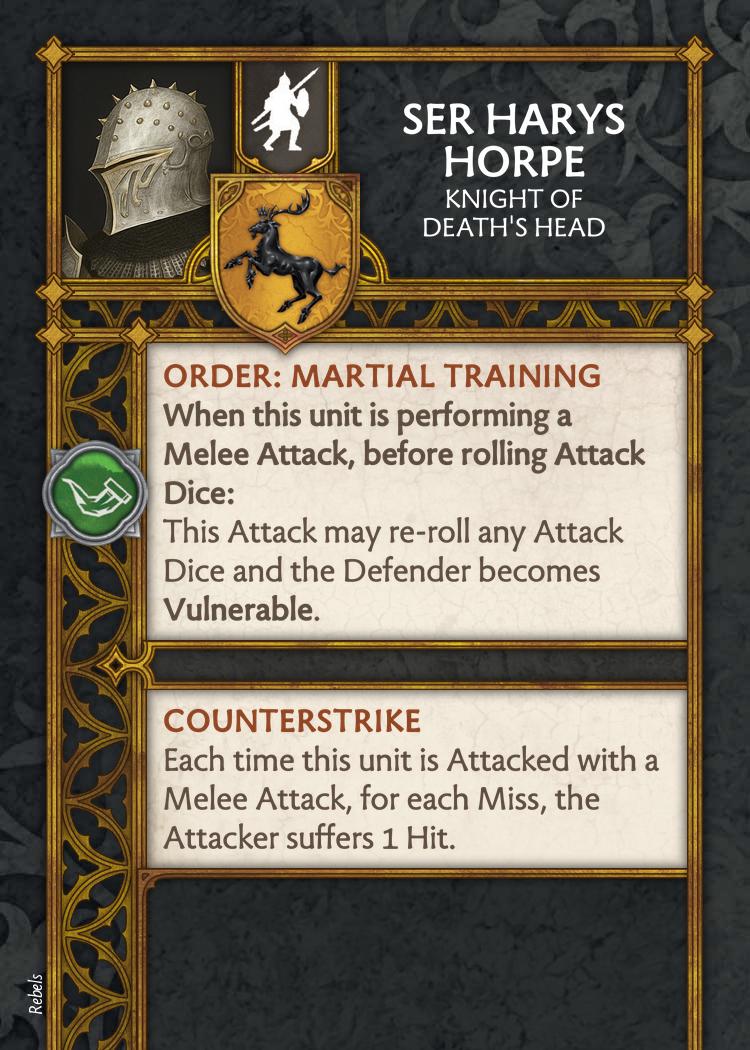 SER HARYS
HORPE
KNIGHT OF
DEATH'S HEAD
ORDER: MARTIAL TRAINING
When this unit is performing a
Melee Attack, before rolling Attack
Dice:
This Attack may re-roll any Attack
Dice and the Defender becomes
Vulnerable.
COUNTERSTRIKE
Each time this unit is Attacked with a
Melee Attack, for each Miss, the
Attacker suffers 1 Hit.
Rebels